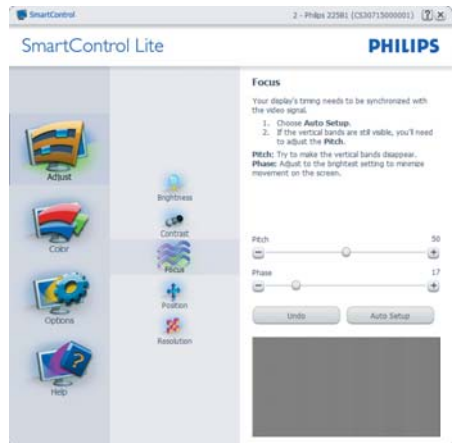 SmartControl
2 - Philips 225B1 (CS30715000001)
SmartControl Lite
PHILIPS
Adjust
Color
Options
Help
Brightness
Contrast
Focus
Position
Resolution
Focus
Your display's timing needs to be synchronized with
the video signal.
1. Choose Auto Setup.
2. If the vertical bands are still visible, you'll need
to adjust the Pitch.
Pitch: Try to make the vertical bands disappear.
Phase: Adjust to the brightest setting to minimize
movement on the screen.
Pitch 50
Phase 17
Undo Auto Setup